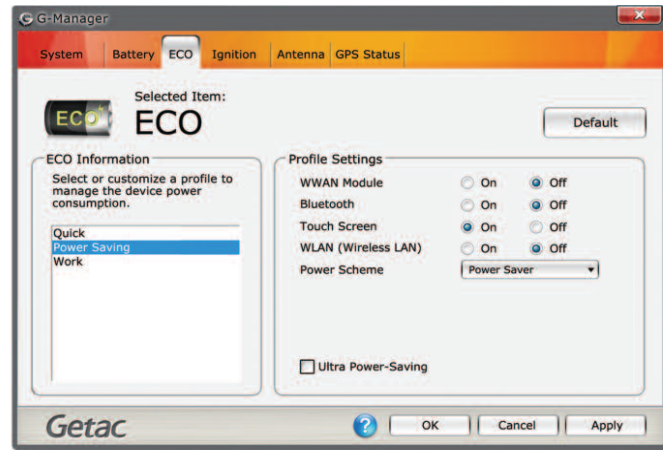 G-Manager
System Battery ECO Ignition Antenna GPS Status
ECO
Selected Item:
ECO
Default
ECO Information
Select or customize a profile to
manage the device power
consumption.
Quick
Power Saving
Work
Profile Settings
WWAN Module On Off
Bluetooth On Off
Touch Screen On Off
WLAN (Wireless LAN) On Off
Power Scheme Power Saver
Ultra Power-Saving
Getac ? OK Cancel Apply